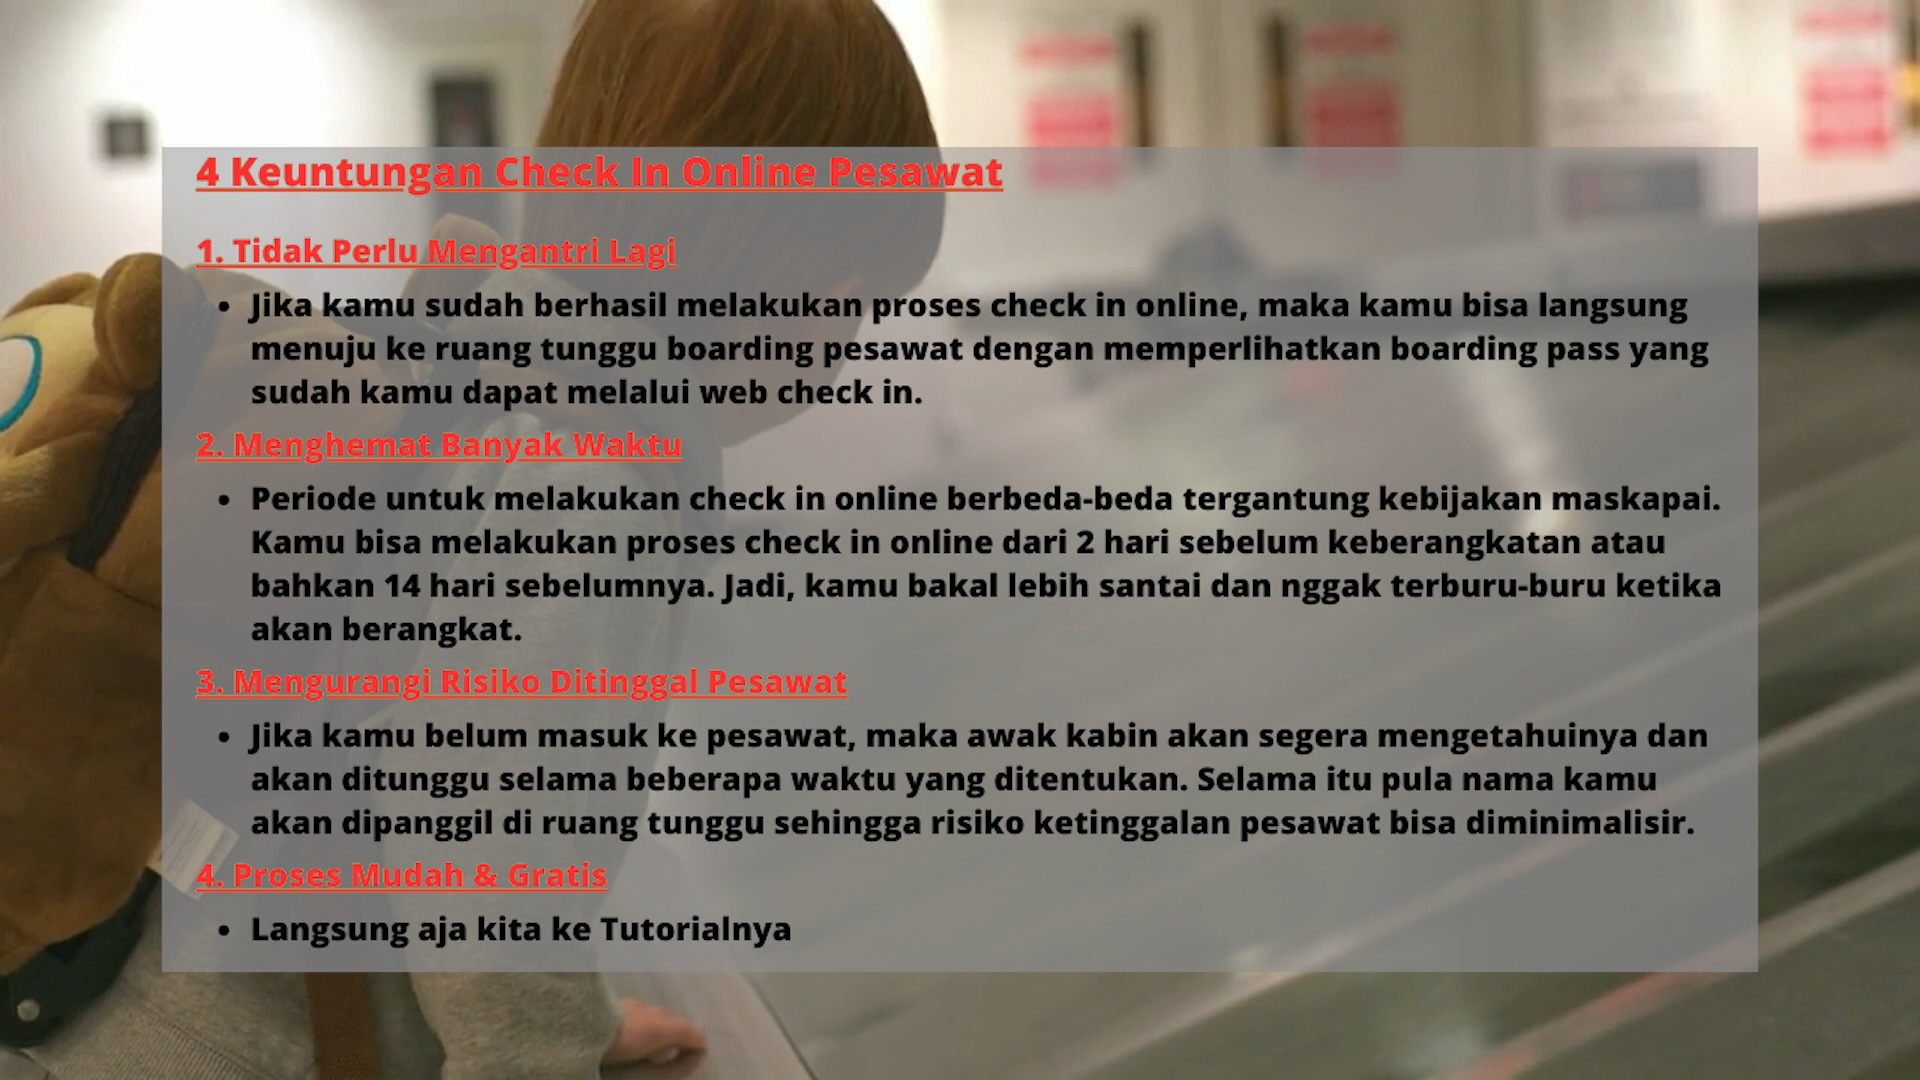 4 Keuntungan Check In Online Pesawat
1. Tidak Perlu Mengantri Lagi
• Jika kamu sudah berhasil melakukan proses check in online, maka kamu bisa langsung
menuju ke ruang tunggu boarding pesawat dengan memperlihatkan boarding pass yang
sudah kamu dapat melalui web check in.
2. Menghemat Banyak Waktu
• Periode untuk melakukan check in online berbeda-beda tergantung kebijakan maskapai.
Kamu bisa melakukan proses check in online dari 2 hari sebelum keberangkatan atau
bahkan 14 hari sebelumnya. Jadi, kamu bakal lebih santai dan nggak terburu-buru ketika
akan berangkat.
3. Mengurangi Risiko Ditinggal Pesawat
• Jika kamu belum masuk ke pesawat, maka awak kabin akan segera mengetahuinya dan
akan ditunggu selama beberapa waktu yang ditentukan. Selama itu pula nama kamu
akan dipanggil di ruang tunggu sehingga risiko ketinggalan pesawat bisa diminimalisir.
4. Proses Mudah & Gratis
• Langsung aja kita ke Tutorialnya